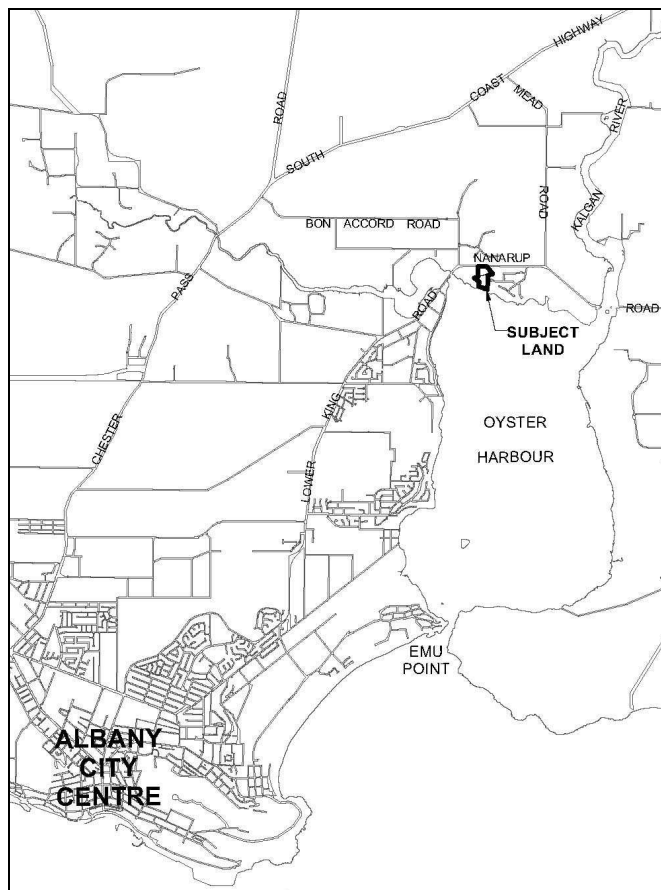 HIGHWAY
COAST
MEAD
ROAD
SOUTH
RIVER
KALGAN
ROAD
BON ACCORD ROAD
NANARUP
PASS
ROAD
ROAD
SUBJECT
LAND
KING
OYSTER
HARBOUR
CHESTER
LOWER
EMU
POINT
ALBANY
CITY
CENTRE